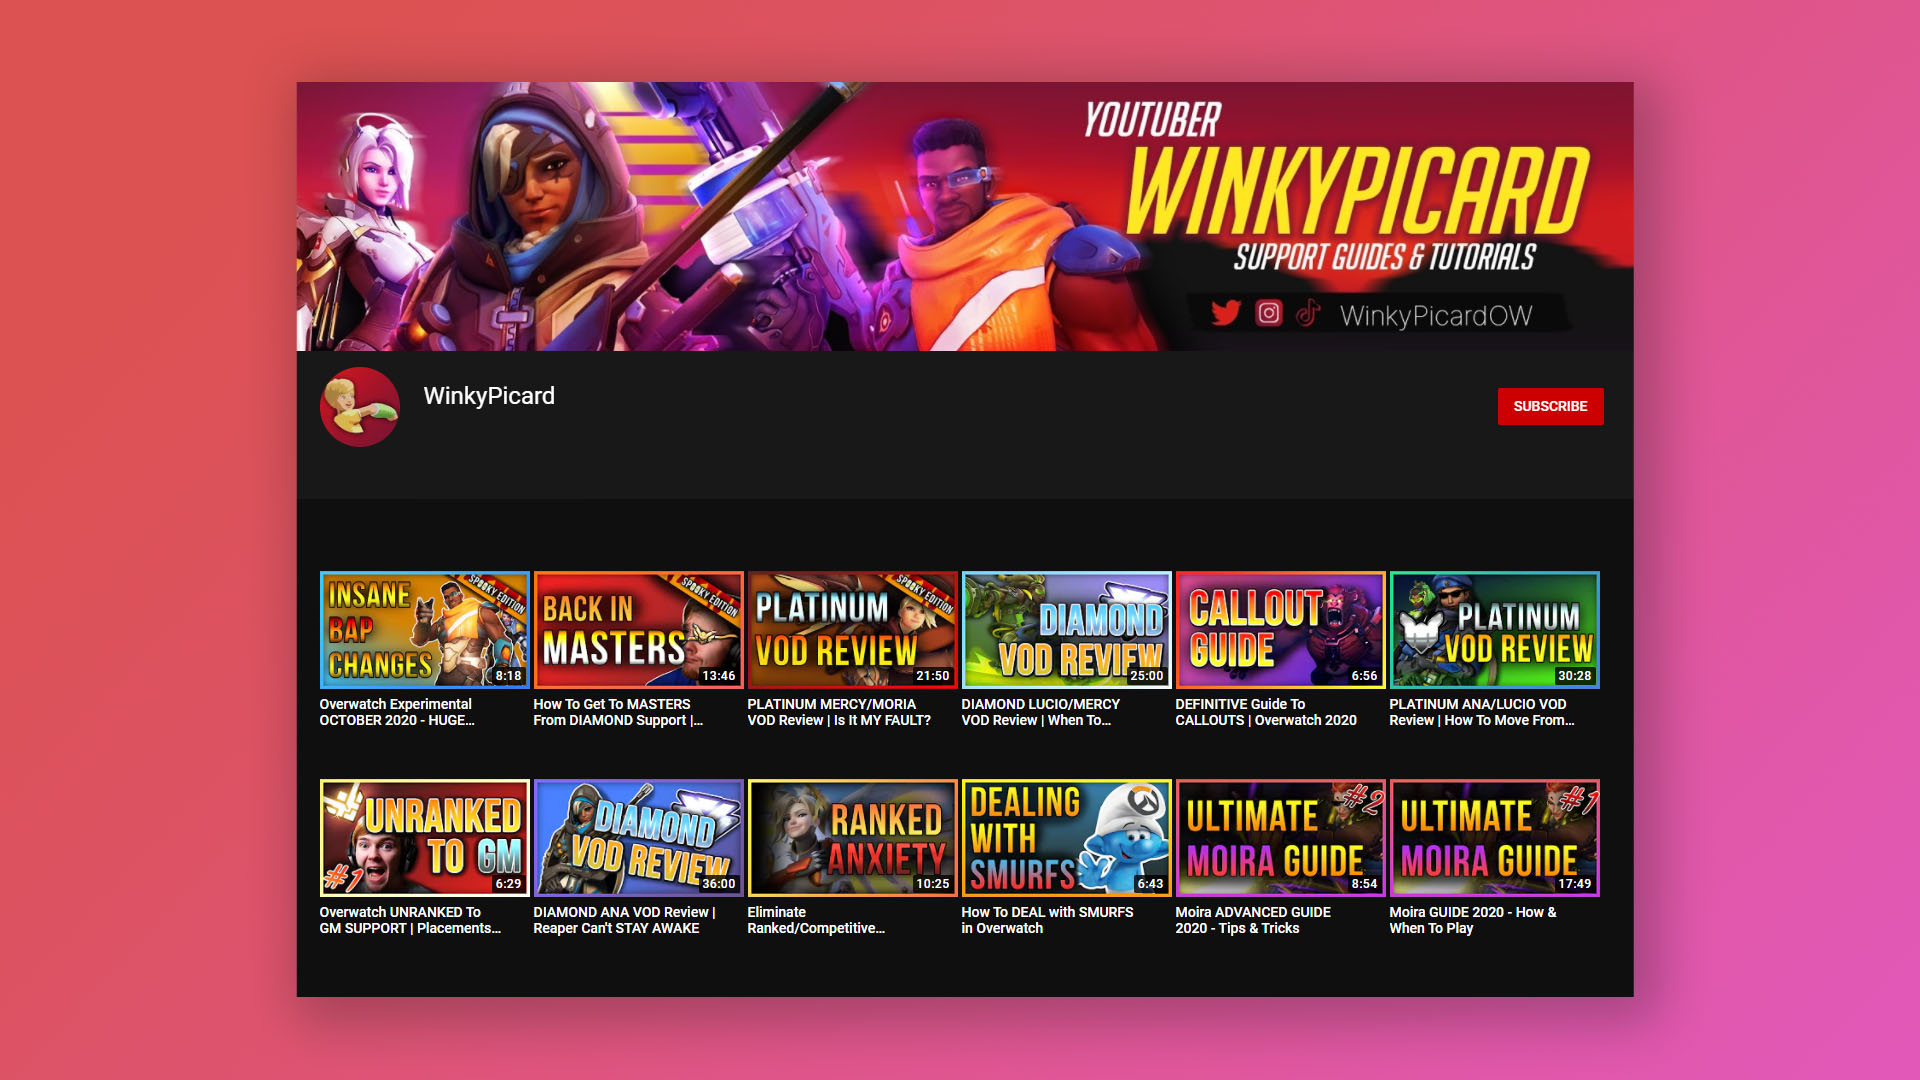 YOUTUBER
WINKYPICARD
SUPPORT GUIDES & TUTORIALS
WinkyPicardOW
WinkyPicard
SUBSCRIBE
INSANE
BAP
CHANGES
SPOOKY EDITION
8:18
BACK IN
MASTERS
SPOOKY EDITION
13:46
PLATINUM
VOD REVIEW
SPOOKY EDITION
21:50
DIAMOND
VOD REVIEW
25:00
CALLOUT
GUIDE
6:56
PLATINUM
VOD REVIEW
30:28
Overwatch Experimental
OCTOBER 2020 - HUGE...
How To Get To MASTERS
From DIAMOND Support |...
PLATINUM MERCY/MORIA
VOD Review | Is It MY FAULT?
DIAMOND LUCIO/MERCY
VOD Review | When To...
DEFINITIVE Guide To
CALLOUTS | Overwatch 2020
PLATINUM ANA/LUCIO VOD
Review | How To Move From...
UNRANKED
TO GM
#1
6:29
DIAMOND
VOD REVIEW
36:00
RANKED
ANXIETY
10:25
DEALING
WITH
SMURFS
6:43
ULTIMATE
MOIRA GUIDE
#2
8:54
ULTIMATE
MOIRA GUIDE
#1
17:49
Overwatch UNRANKED To
GM SUPPORT | Placements...
DIAMOND ANA VOD Review |
Reaper Can't STAY AWAKE
Eliminate
Ranked/Competitive...
How To DEAL with SMURFS
in Overwatch
Moira ADVANCED GUIDE
2020 - Tips & Tricks
Moira GUIDE 2020 - How &
When To Play